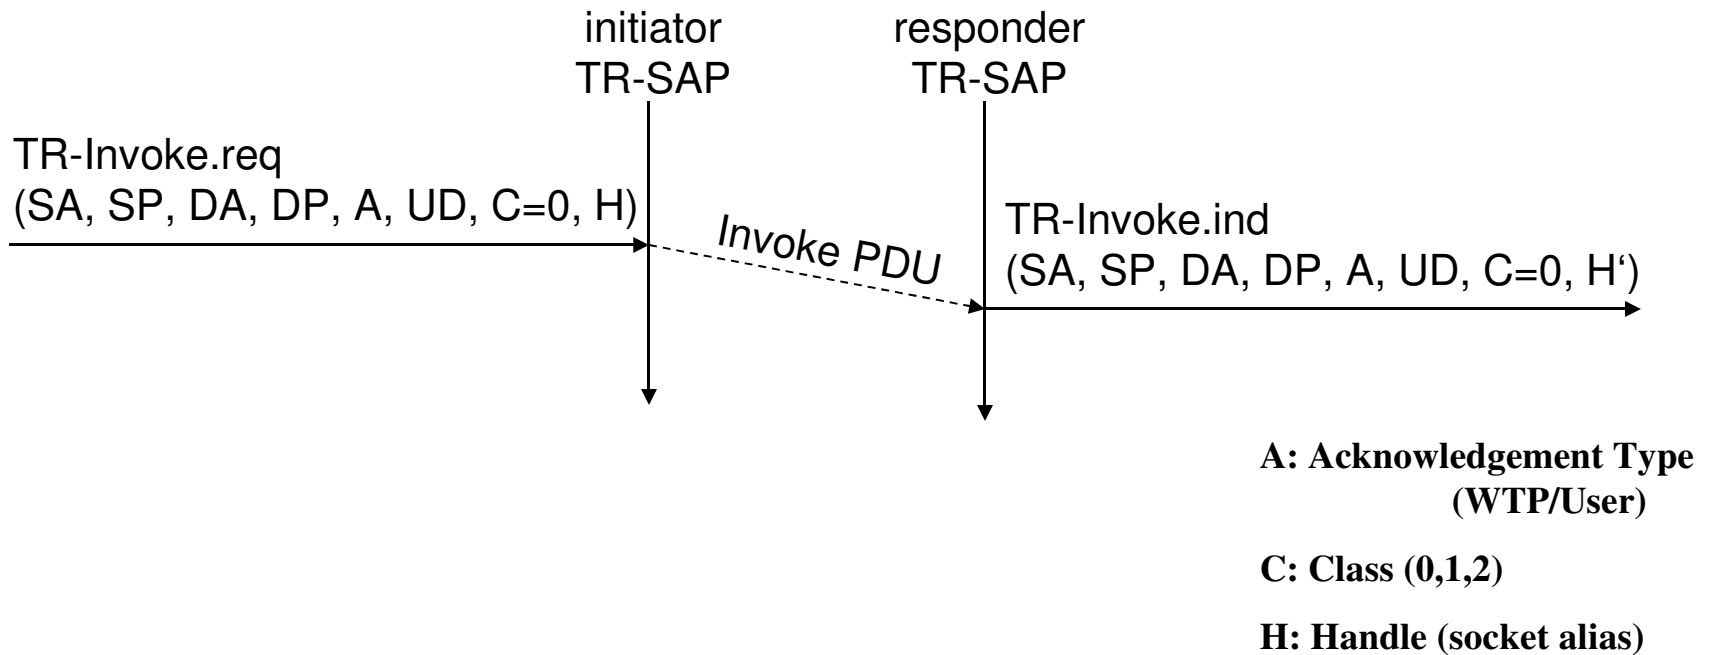 initiator
TR-SAP
responder
TR-SAP
TR-Invoke.req
(SA, SP, DA, DP, A, UD, C=0, H)
Invoke PDU
TR-Invoke.ind
(SA, SP, DA, DP, A, UD, C=0, H‘)
A: Acknowledgement Type
(WTP/User)
C: Class (0,1,2)
H: Handle (socket alias)